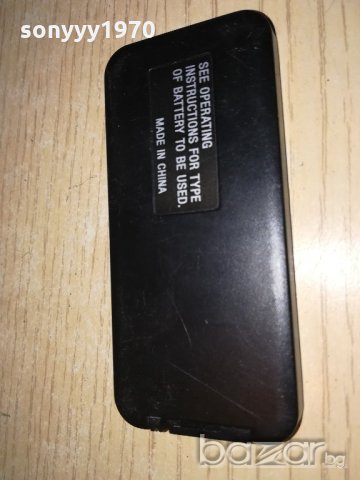 sonyyy1970
SEE OPERATING
INSTRUCTIONS FOR TYPE
OF BATTERY TO BE USED.
MADE IN CHINA
bazar.bg